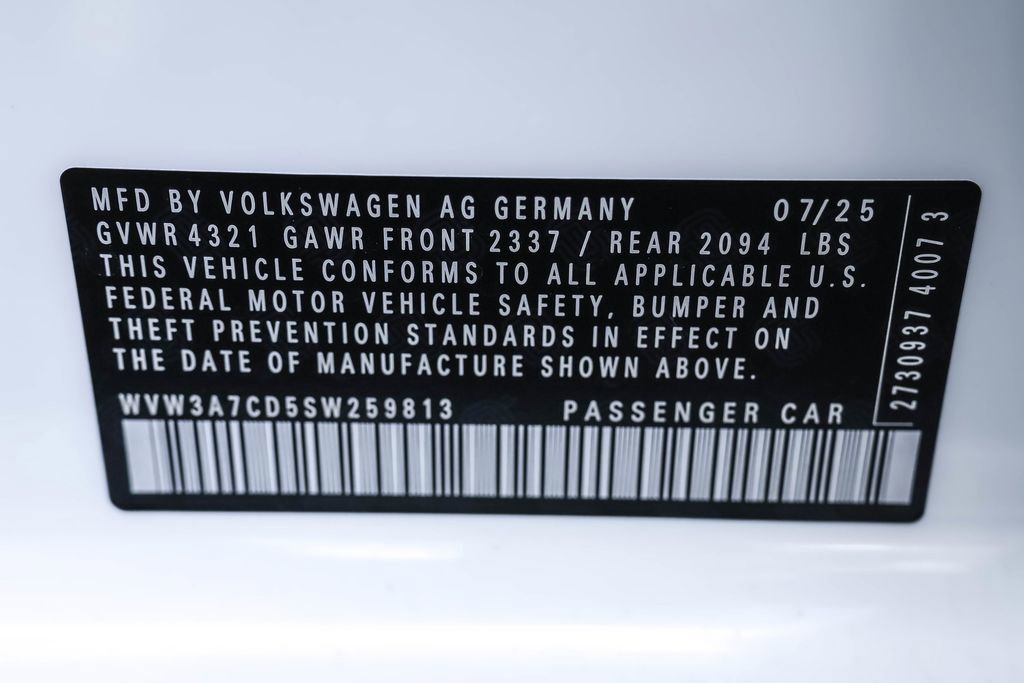 MFD BY VOLKSWAGEN AG GERMANY 07/25
GVWR 4321 GAWR FRONT 2337 / REAR 2094 LBS
THIS VEHICLE CONFORMS TO ALL APPLICABLE U.S.
FEDERAL MOTOR VEHICLE SAFETY, BUMPER AND
THEFT PREVENTION STANDARDS IN EFFECT ON
THE DATE OF MANUFACTURE SHOWN ABOVE.
WVW3A7CD5SW259813 PASSENGER CAR
2730937 4007 3